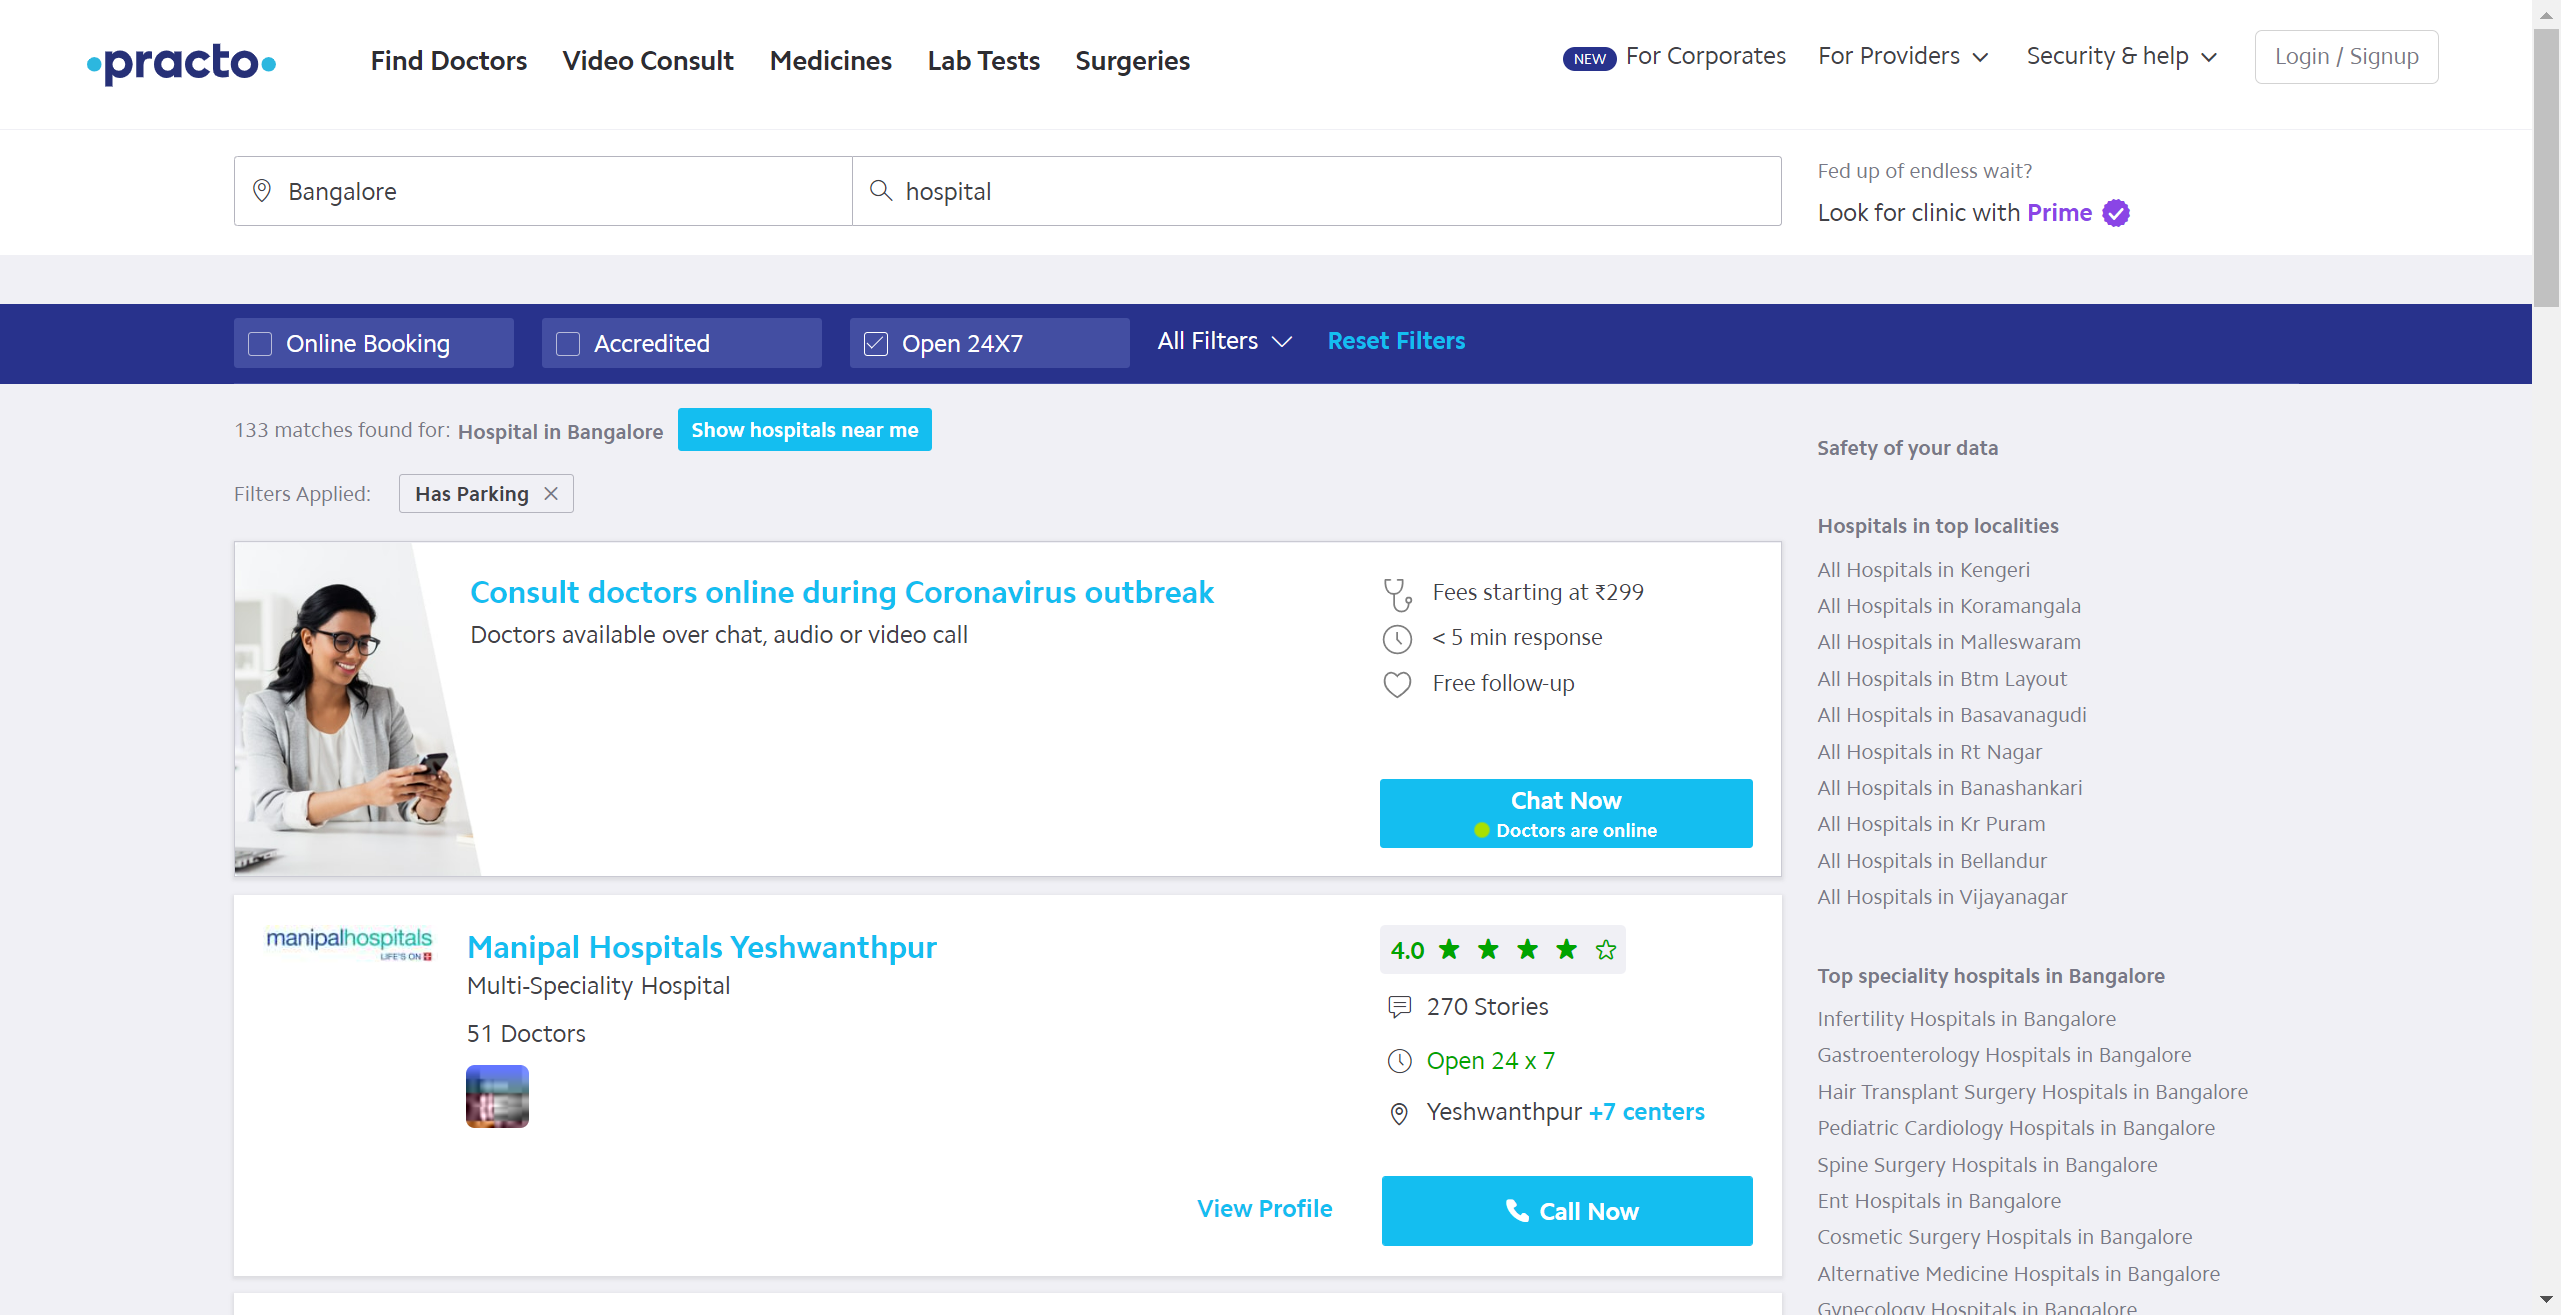 practo
Find Doctors
Video Consult
Medicines
Lab Tests
Surgeries
NEW For Corporates
For Providers
Security & help
Login / Signup
Bangalore
hospital
Fed up of endless wait?
Look for clinic with Prime
Online Booking
Accredited
Open 24X7
All Filters
Reset Filters
133 matches found for: Hospital in Bangalore
Show hospitals near me
Filters Applied:
Has Parking
Consult doctors online during Coronavirus outbreak
Doctors available over chat, audio or video call
Fees starting at ₹299
< 5 min response
Free follow-up
Chat Now
Doctors are online
manipalhospitals
LIFE'S ON
Manipal Hospitals Yeshwanthpur
Multi-Speciality Hospital
51 Doctors
4.0
270 Stories
Open 24 x 7
Yeshwanthpur +7 centers
View Profile
Call Now
Safety of your data
Hospitals in top localities
All Hospitals in Kengeri
All Hospitals in Koramangala
All Hospitals in Malleswaram
All Hospitals in Btm Layout
All Hospitals in Basavanagudi
All Hospitals in Rt Nagar
All Hospitals in Banashankari
All Hospitals in Kr Puram
All Hospitals in Bellandur
All Hospitals in Vijayanagar
Top speciality hospitals in Bangalore
Infertility Hospitals in Bangalore
Gastroenterology Hospitals in Bangalore
Hair Transplant Surgery Hospitals in Bangalore
Pediatric Cardiology Hospitals in Bangalore
Spine Surgery Hospitals in Bangalore
Ent Hospitals in Bangalore
Cosmetic Surgery Hospitals in Bangalore
Alternative Medicine Hospitals in Bangalore
Gynecology Hospitals in Bangalore